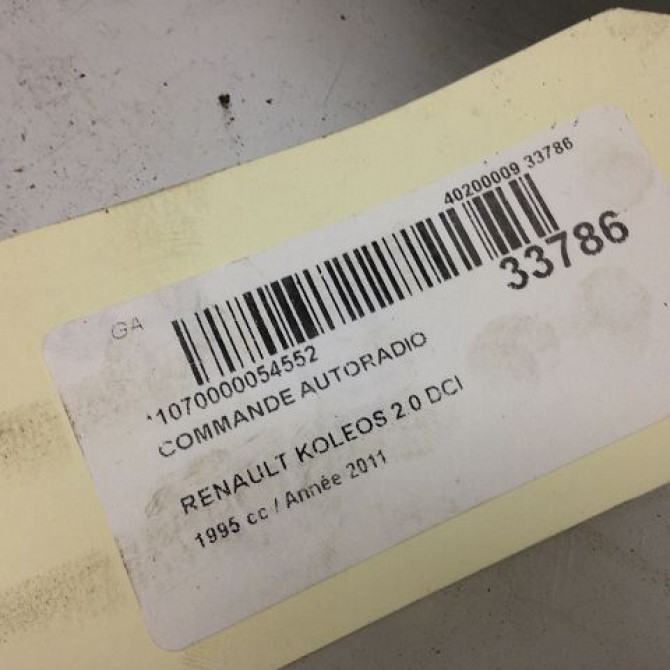 40200009 33786
GA
33786
*1070000054552
COMMANDE AUTORADIO
RENAULT KOLEOS 2.0 DCI
1995 cc / Année 2011